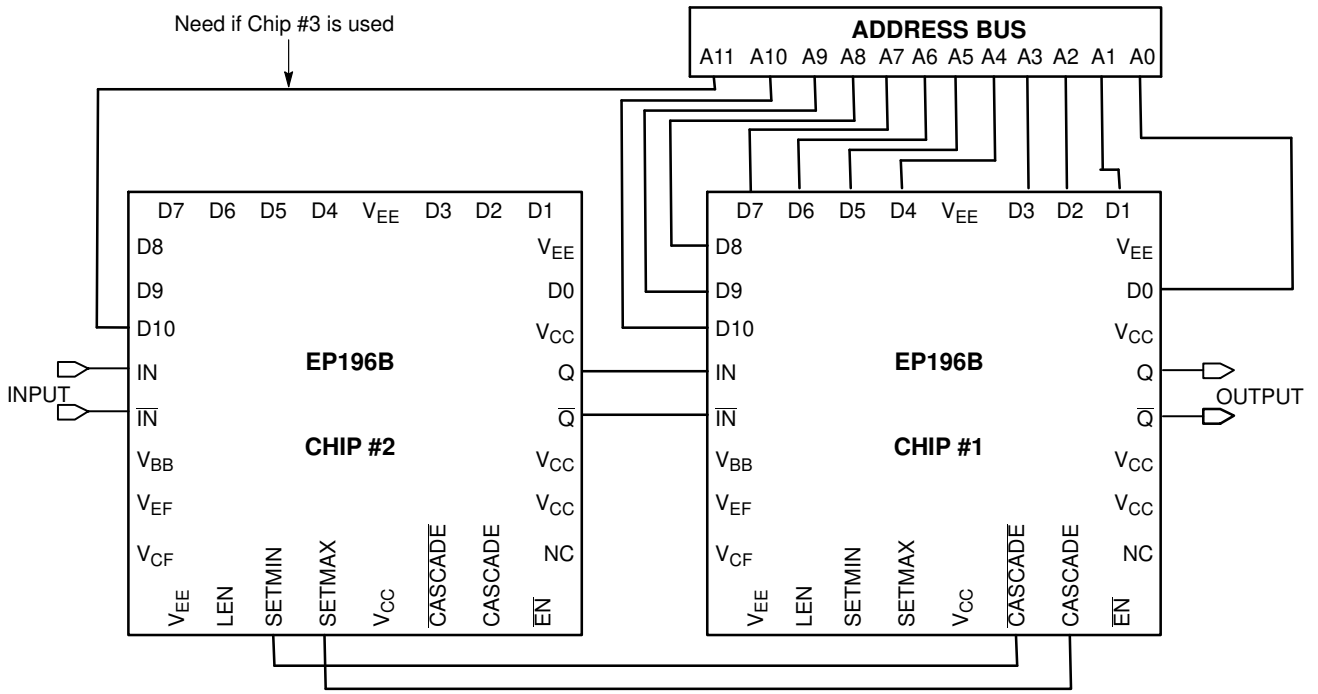 Need if Chip #3 is used
ADDRESS BUS
A11 A10 A9 A8 A7 A6 A5 A4 A3 A2 A1 A0
D7 D6 D5 D4 VEE D3 D2 D1
D8 VEE
D9 D0
D10 VCC
EP196B
IN Q
INPUT
IN Q
CHIP #2
VBB VCC
VEF VCC
VCF NC
VEE LEN SETMIN SETMAX VCC CASCADE CASCADE EN
D7 D6 D5 D4 VEE D3 D2 D1
D8 VEE
D9 D0
D10 VCC
EP196B
IN Q
OUTPUT
IN Q
CHIP #1
VBB VCC
VEF VCC
VCF NC
VEE LEN SETMIN SETMAX VCC CASCADE CASCADE EN